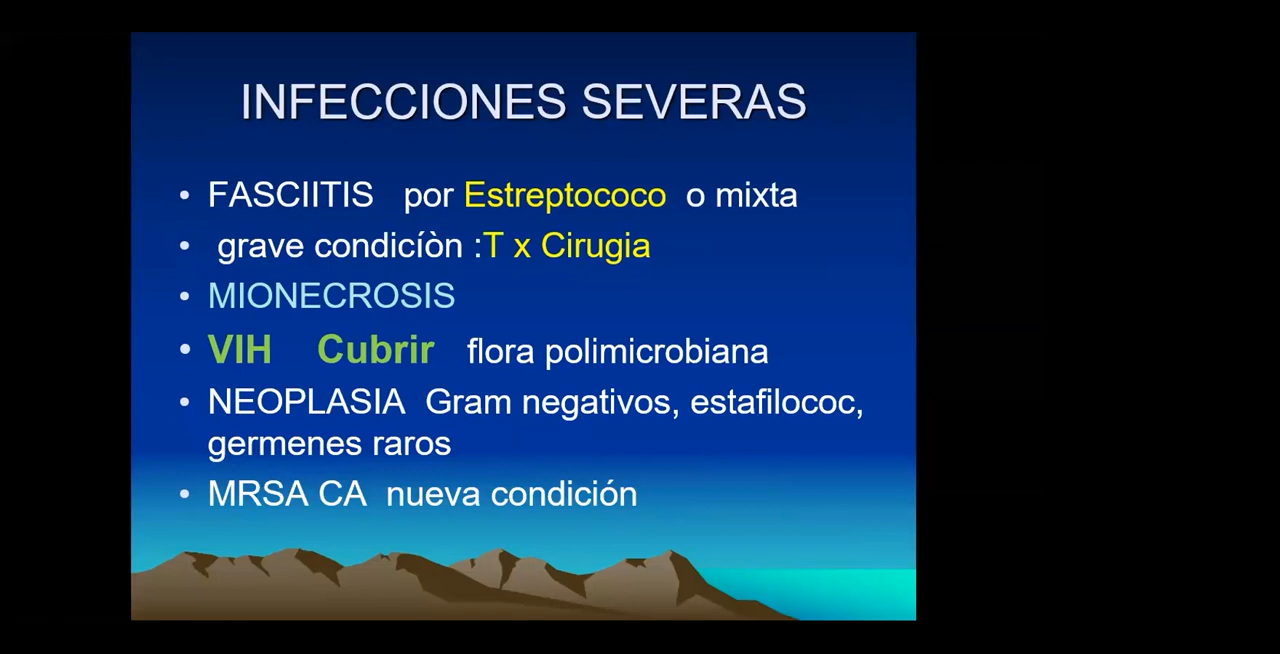 INFECCIONES SEVERAS
• FASCIITIS por Estreptococo o mixta
• grave condicíòn :T x Cirugia
• MIONECROSIS
• VIH Cubrir flora polimicrobiana
• NEOPLASIA Gram negativos, estafilococ,
germenes raros
• MRSA CA nueva condición